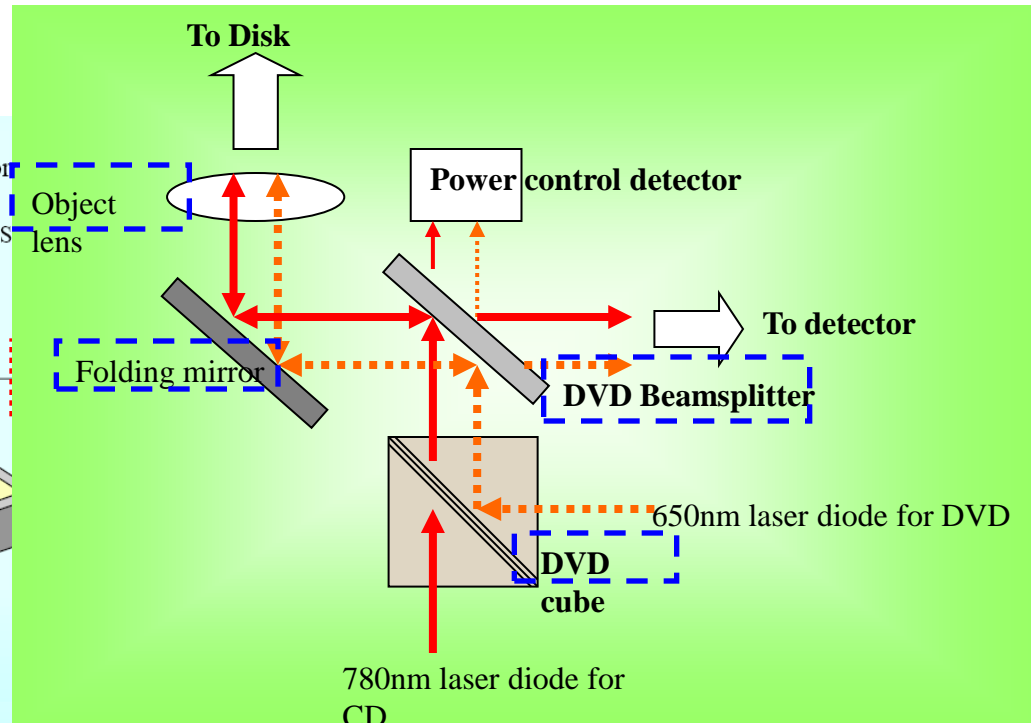 To Disk
Object
lens
Power control detector
To detector
Folding mirror
DVD Beamsplitter
650nm laser diode for DVD
DVD
cube
780nm laser diode for
CD